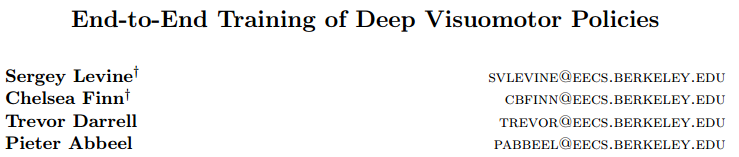 End-to-End Training of Deep Visuomotor Policies
Sergey Levine† svlevine@eecs.berkeley.edu
Chelsea Finn† cbfinn@eecs.berkeley.edu
Trevor Darrell trevor@eecs.berkeley.edu
Pieter Abbeel pabbeel@eecs.berkeley.edu